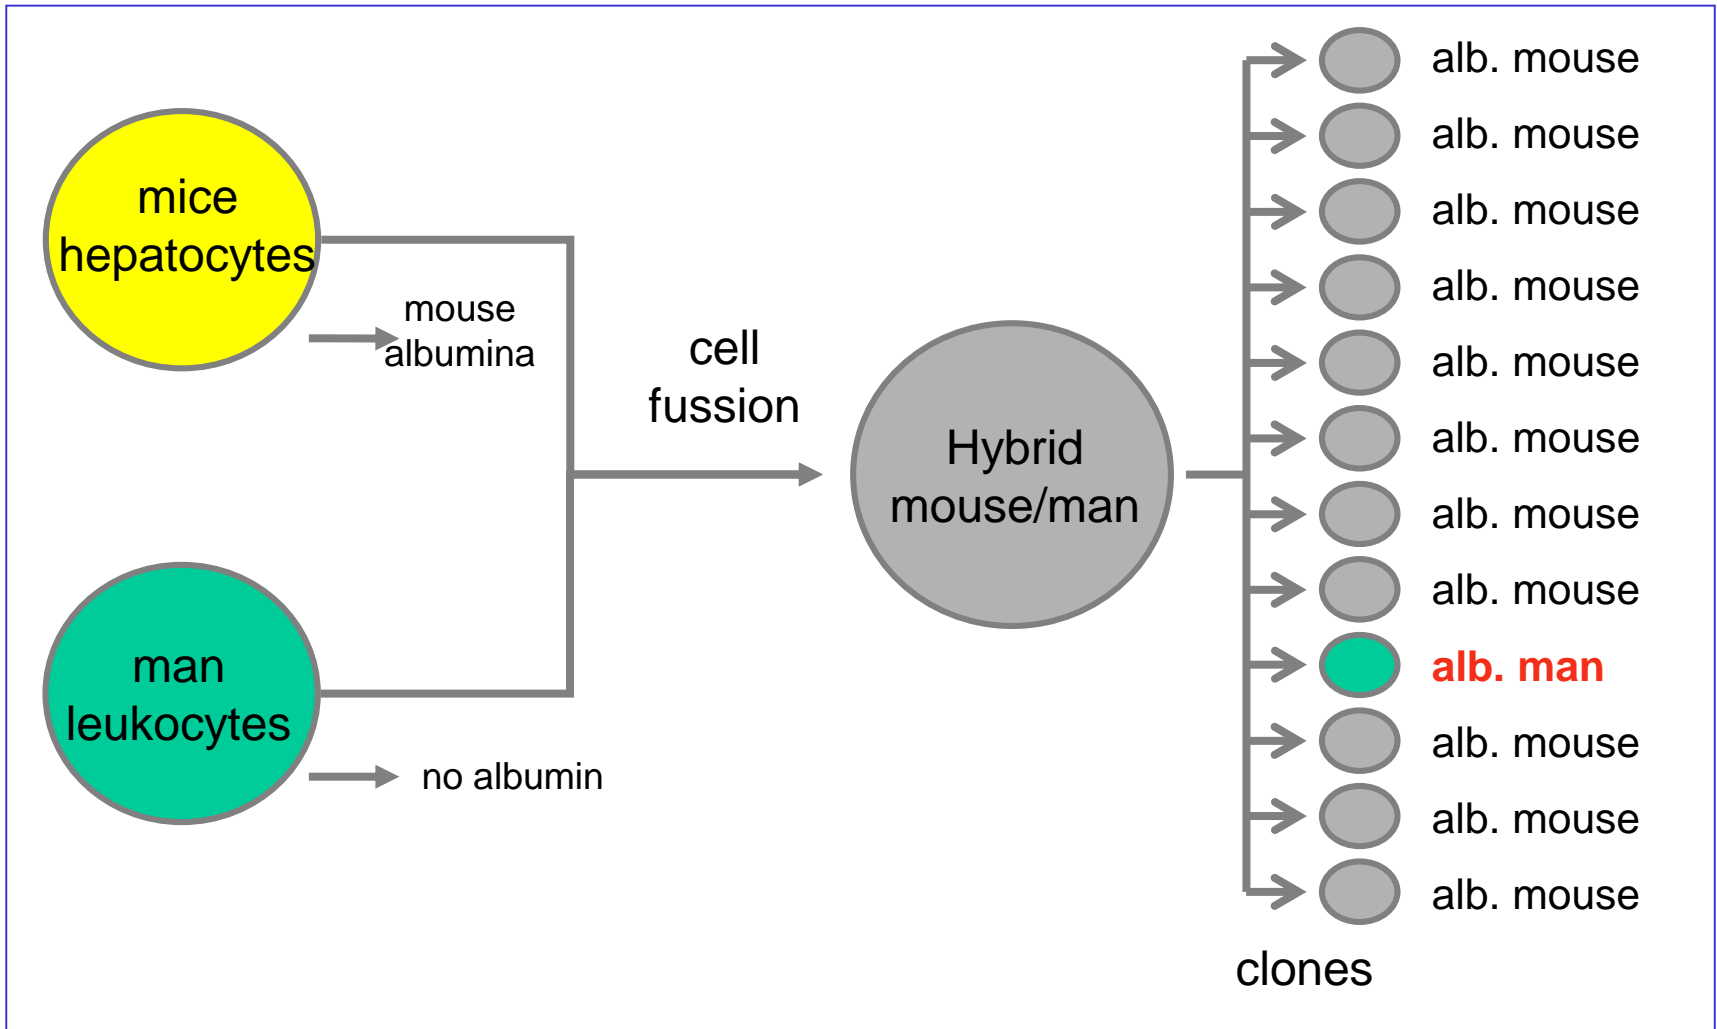 mice
hepatocytes
mouse
albumina
man
leukocytes
no albumin
cell
fussion
Hybrid
mouse/man
alb. mouse
alb. mouse
alb. mouse
alb. mouse
alb. mouse
alb. mouse
alb. mouse
alb. mouse
alb. man
alb. mouse
alb. mouse
alb. mouse
clones